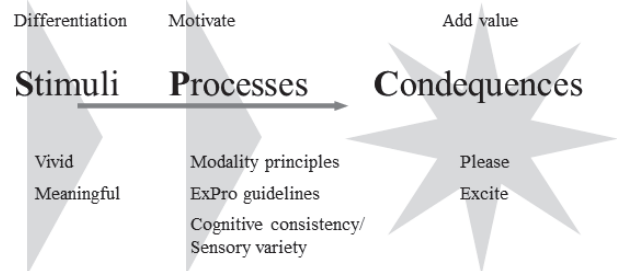 Differentiation
Motivate
Add value
Stimuli
Processes
Condequences
Vivid
Meaningful
Modality principles
ExPro guidelines
Cognitive consistency/
Sensory variety
Please
Excite